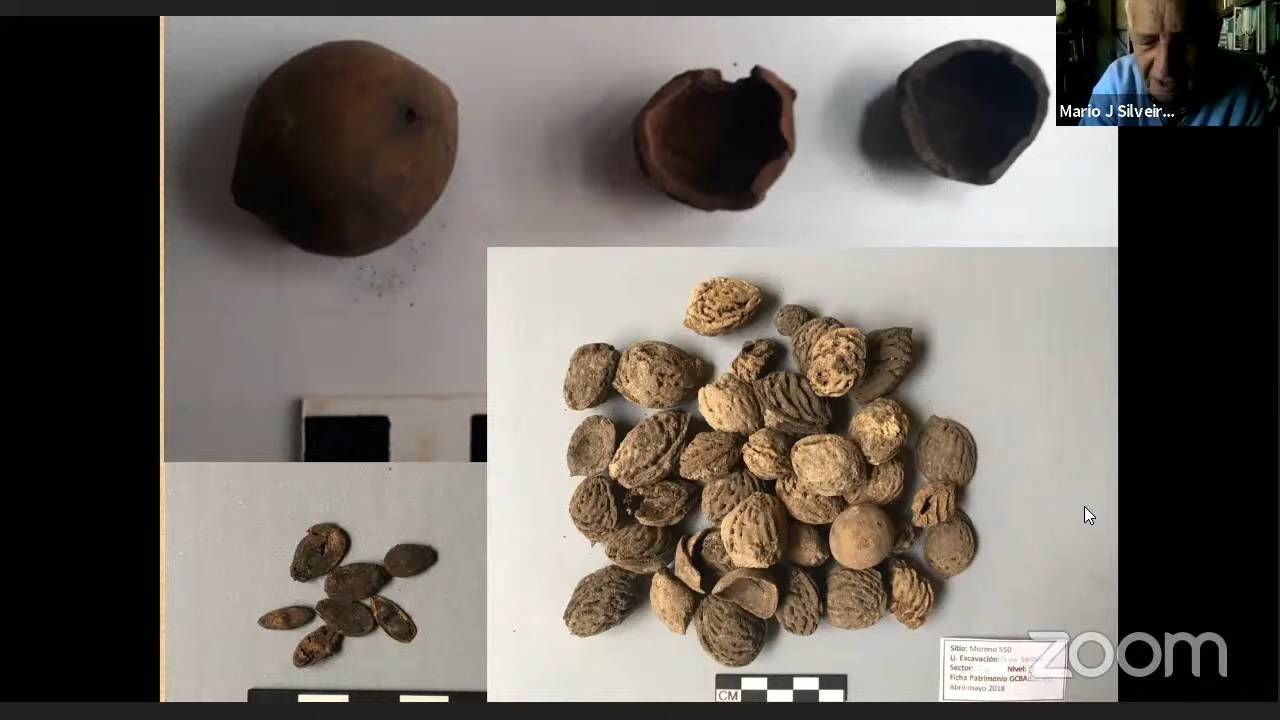 Mario J Silveir...
Sitio: Moreno 550
U. Excavación:
Sector: Nivel:
Ficha Patrimonio GCBA:
Abril-mayo 2018
CM
zoom